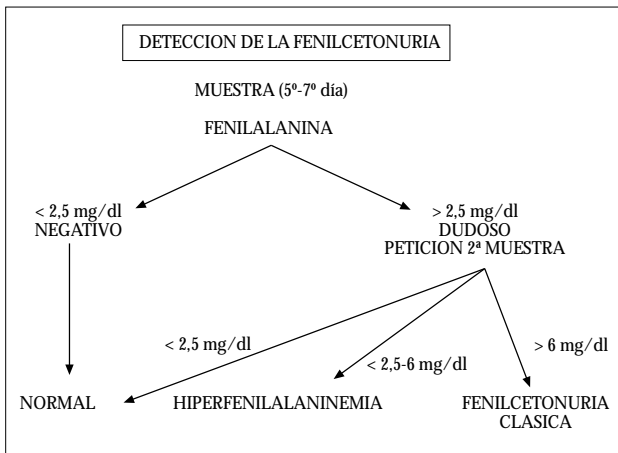 DETECCION DE LA FENILCETONURIA
MUESTRA (5º-7º día)
FENILALANINA
< 2,5 mg/dl
NEGATIVO
> 2,5 mg/dl
DUDOSO
PETICION 2ª MUESTRA
< 2,5 mg/dl
< 2,5-6 mg/dl
> 6 mg/dl
NORMAL
HIPERFENILALANINEMIA
FENILCETONURIA
CLASICA